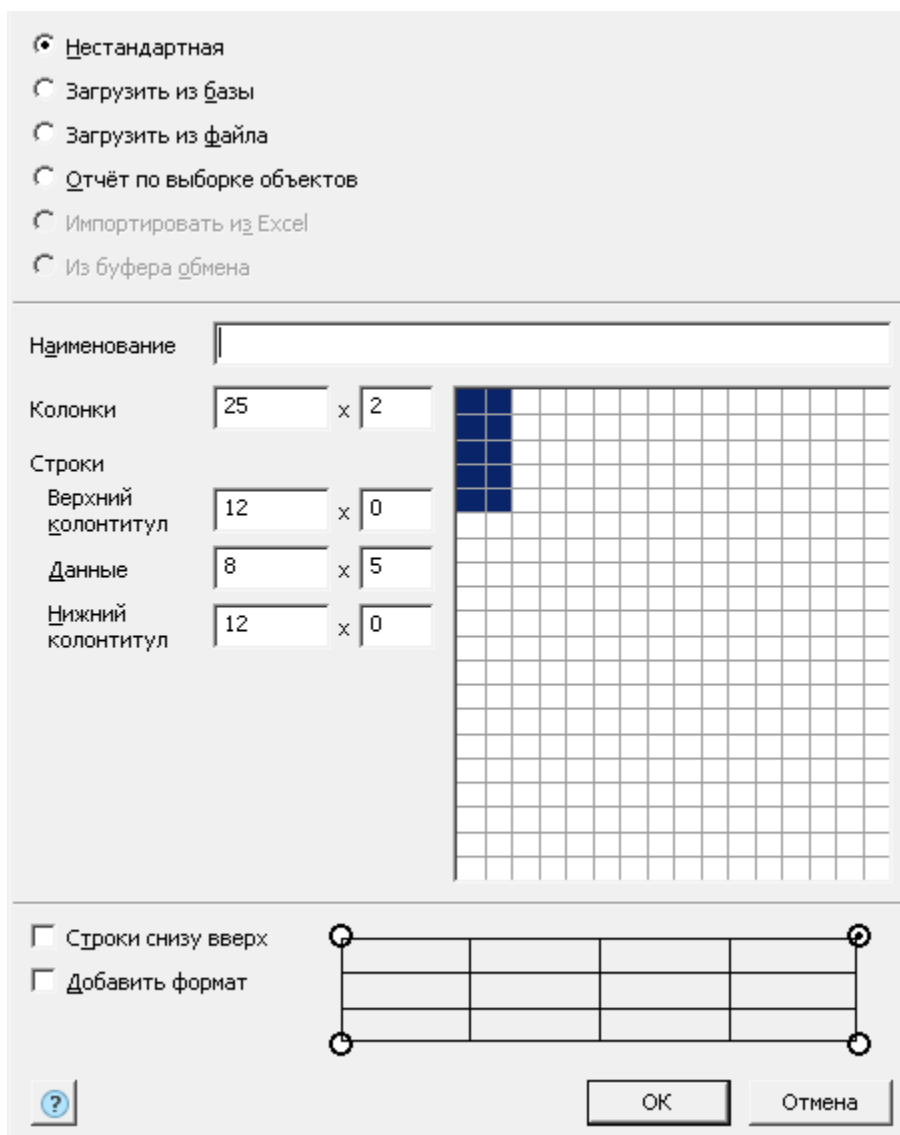 Нестандартная
Загрузить из базы
Загрузить из файла
Отчёт по выборке объектов
Импортировать из Excel
Из буфера обмена
Наименование
Колонки 25 x 2
Строки
Верхний
колонтитул 12 x 0
Данные 8 x 5
Нижний
колонтитул 12 x 0
Строки снизу вверх
Добавить формат
? ОК Отмена